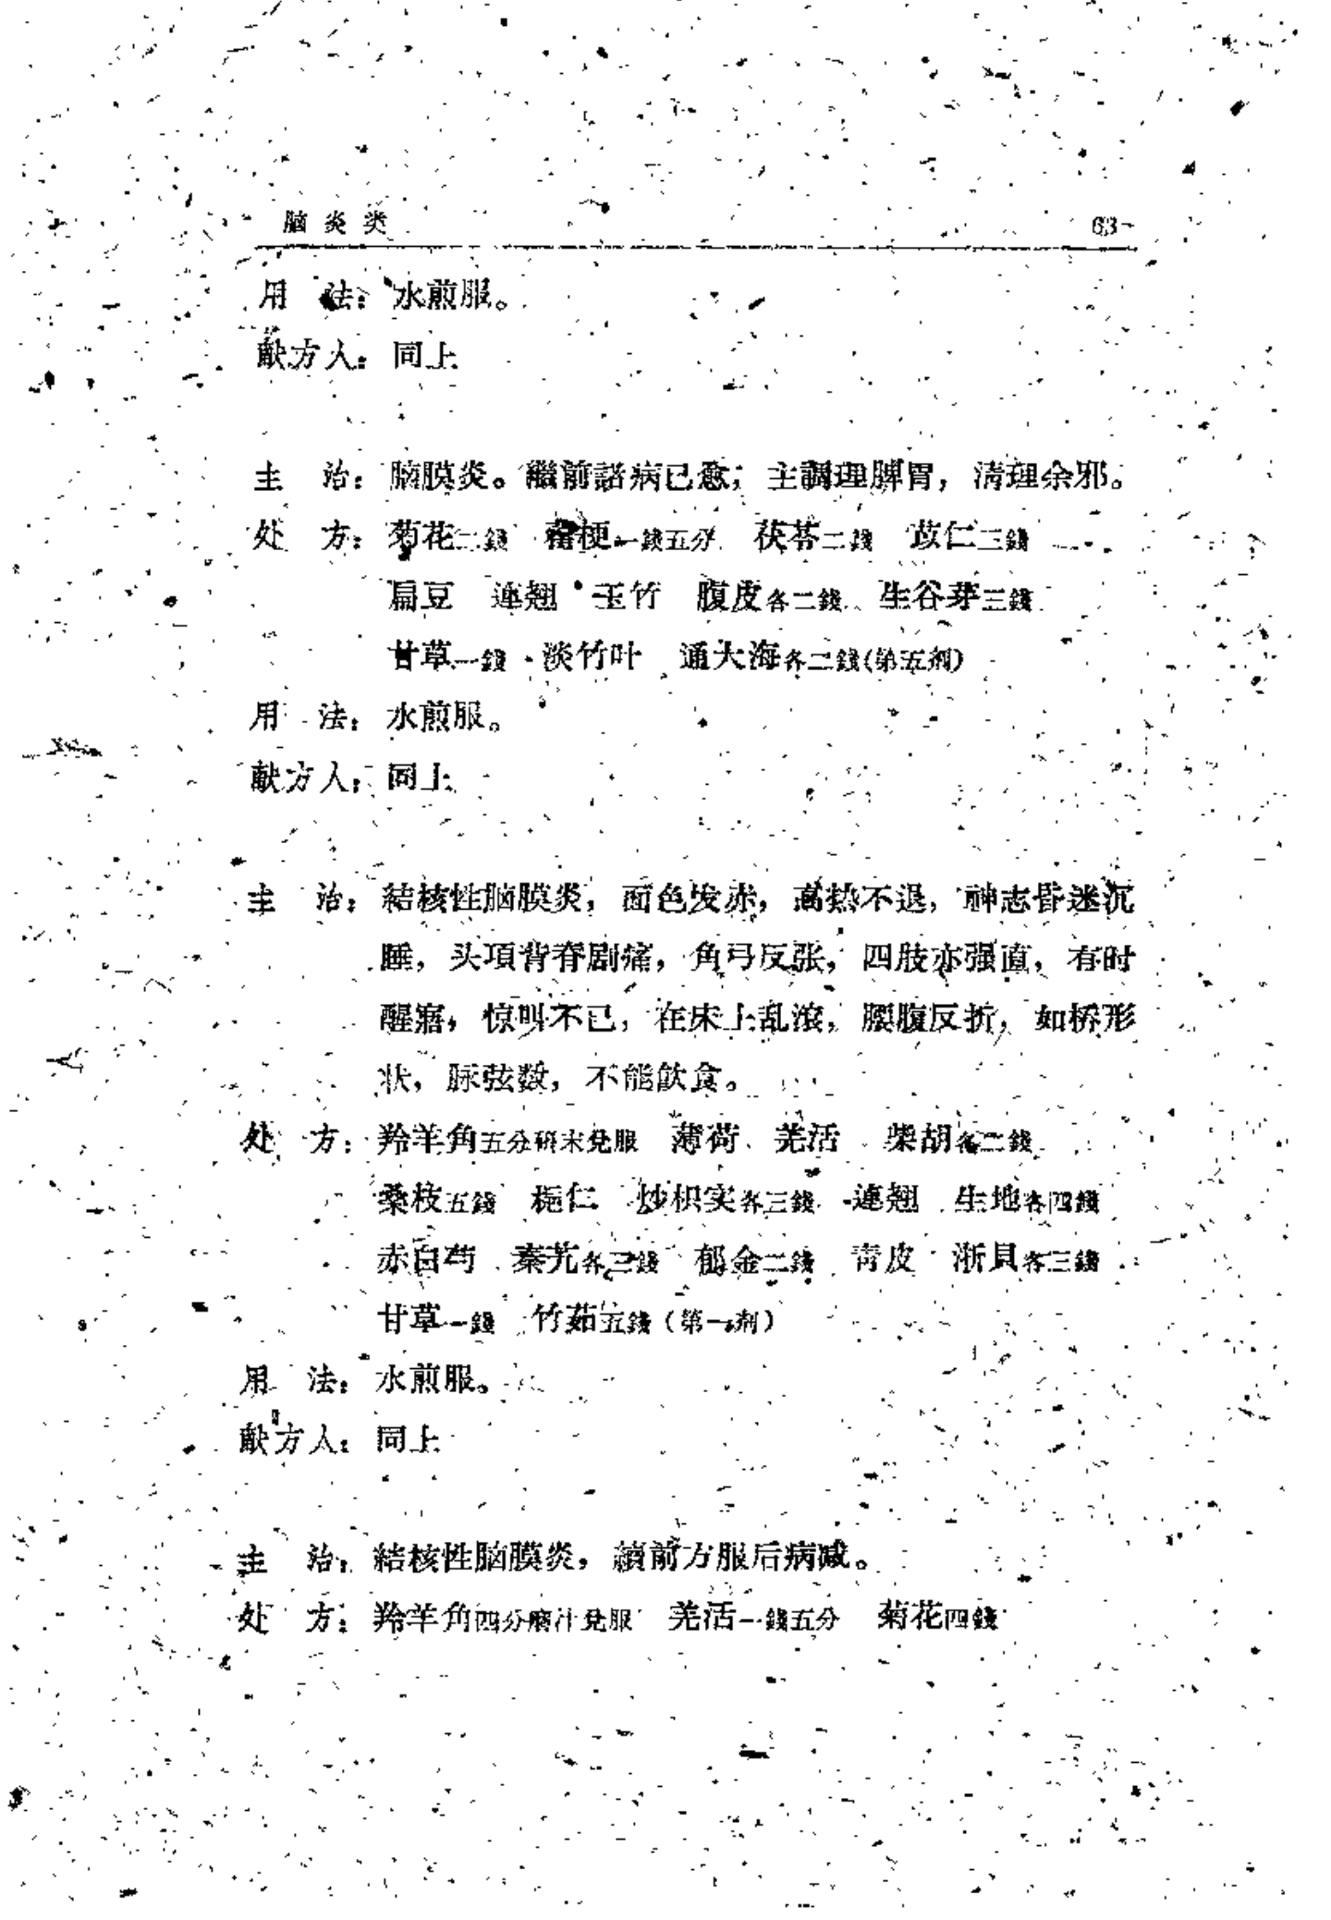 脑炎类 63
用 法：水煎服。
献方人：同上
主 治：脑膜炎。繼前諸病已愈，主調理脾胃，清理余邪。
处 方：菊花二錢 桔梗一錢五分 茯苓二錢 苡仁三錢
扁豆 連翘 玉竹 腹皮各二錢 生谷芽三錢
甘草一錢 淡竹叶 通大海各二錢(第五剂)
用 法：水煎服。
献方人：同上
主 治：結核性脑膜炎，面色发赤，高热不退，神志昏迷沉
睡，头項背脊剧痛，角弓反张，四肢亦强直，有时
醒寤，惊叫不已，在床上乱滾，腰腹反折，如桥形
状，脉弦数，不能飲食。
处 方：羚羊角五分研末兌服 薄荷 羌活 柴胡各二錢
桑枝五錢 梔仁 炒枳实各三錢 連翘 生地各四錢
赤白芍 秦艽各三錢 郁金二錢 青皮 浙貝各三錢
甘草一錢 竹茹五錢(第一剂)
用 法：水煎服。
献方人：同上
主 治：結核性脑膜炎，續前方服后病减。
处 方：羚羊角四分磨汁兌服 羌活一錢五分 菊花四錢